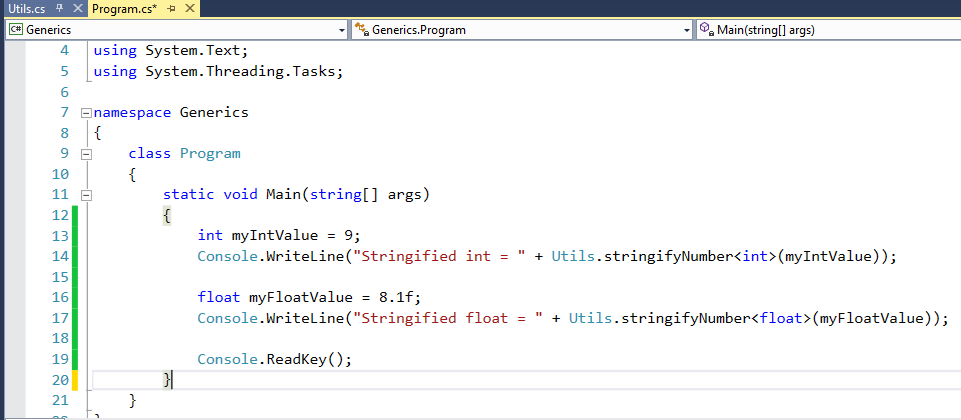 Utils.cs
Program.cs*
C# Generics
Generics.Program
Main(string[] args)
4 using System.Text;
5 using System.Threading.Tasks;
6
7 namespace Generics
8 {
9 class Program
10 {
11 static void Main(string[] args)
12 {
13 int myIntValue = 9;
14 Console.WriteLine("Stringified int = " + Utils.stringifyNumber<int>(myIntValue));
15
16 float myFloatValue = 8.1f;
17 Console.WriteLine("Stringified float = " + Utils.stringifyNumber<float>(myFloatValue));
18
19 Console.ReadKey();
20 }
21 }